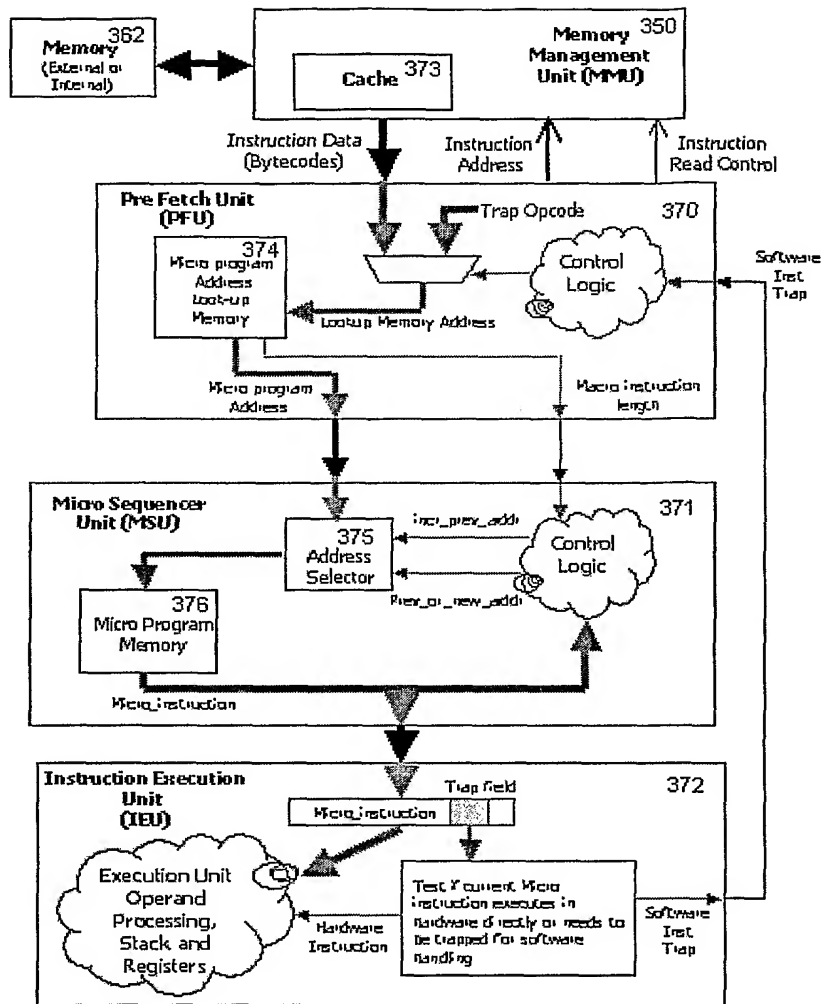 Memory 362
(External or
Internal)
Memory 350
Management
Unit (MMU)
Cache 373
Instruction Data
(Bytecodes)
Instruction
Address
Instruction
Read Control
Pre Fetch Unit
(PFU)
370
Trap Opcode
374
Micro program
Address
Look-up
Memory
Control
Logic
Software
Inst
Trap
Lookup Memory Address
Micro program
Address
Macro instruction
length
Micro Sequencer
Unit (MSU)
371
375
Address
Selector
incr_prev_addr
Prev_or_new_addr
Control
Logic
376
Micro Program
Memory
Micro_instruction
Instruction Execution
Unit
(IEU)
372
Trap field
Micro_instruction
Execution Unit
Operand
Processing,
Stack and
Registers
Hardware
Instruction
Test if current Micro
instruction executes in
hardware directly or needs to
be trapped for software
handling
Software
Inst
Trap